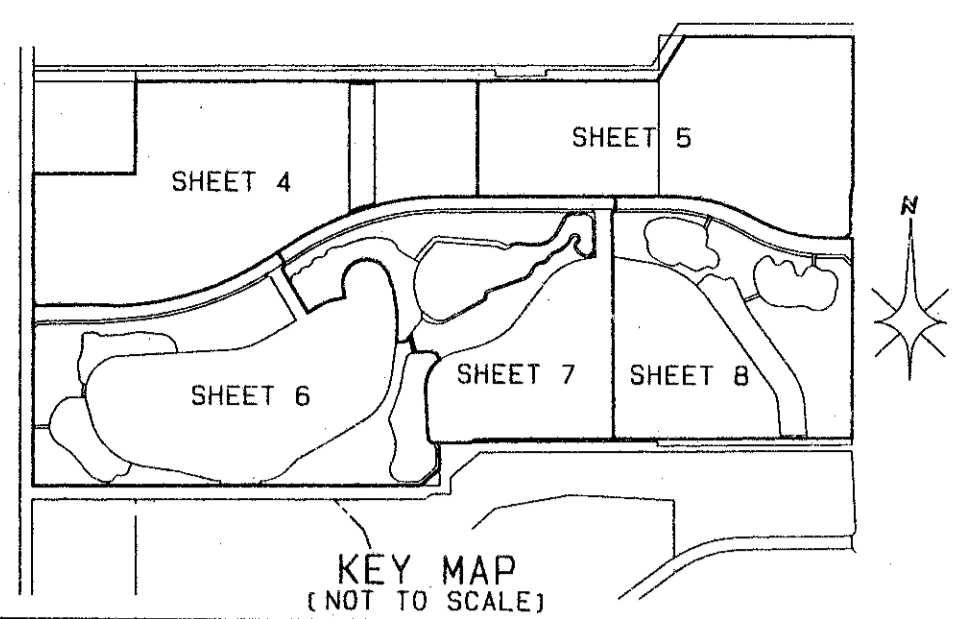 SHEET 5
SHEET 4
N
SHEET 7
SHEET 8
SHEET 6
KEY MAP
(NOT TO SCALE)